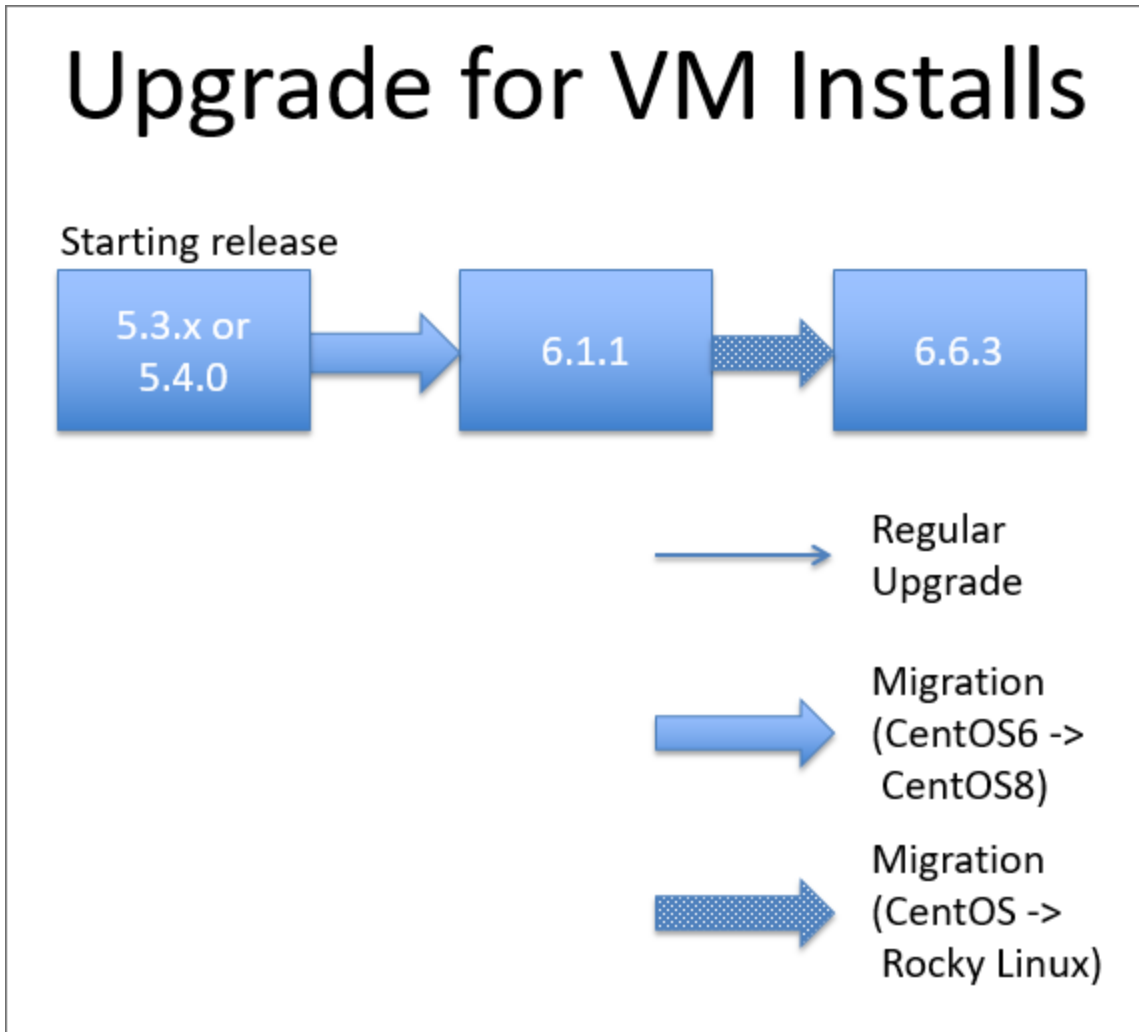 Upgrade for VM Installs
Starting release
5.3.x or
5.4.0
6.1.1
6.6.3
Regular
Upgrade
Migration
(CentOS6 ->
CentOS8)
Migration
(CentOS ->
Rocky Linux)